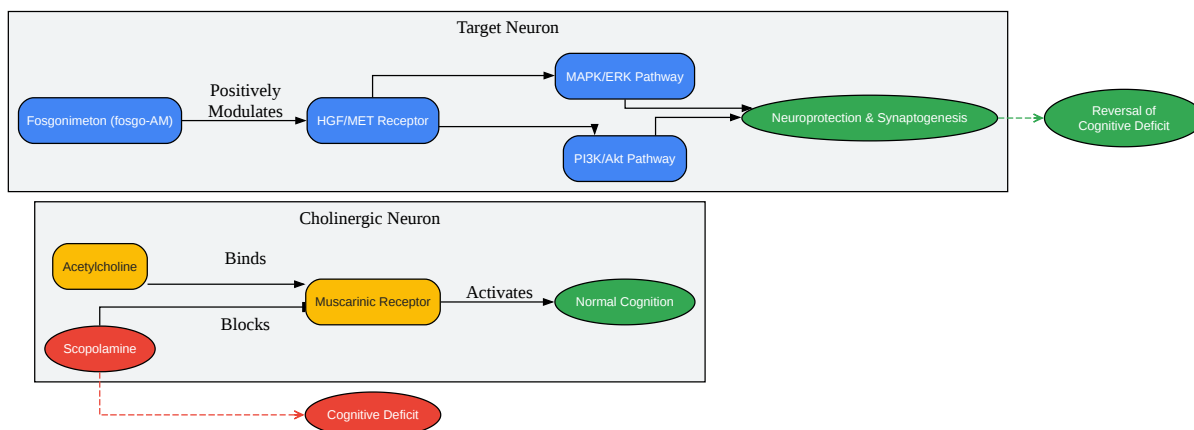 Target Neuron
Fosgonimeton (fosgo-AM)
Positively
Modulates
HGF/MET Receptor
MAPK/ERK Pathway
PI3K/Akt Pathway
Neuroprotection & Synaptogenesis
Reversal of
Cognitive Deficit
Cholinergic Neuron
Acetylcholine
Binds
Scopolamine
Blocks
Muscarinic Receptor
Activates
Normal Cognition
Cognitive Deficit